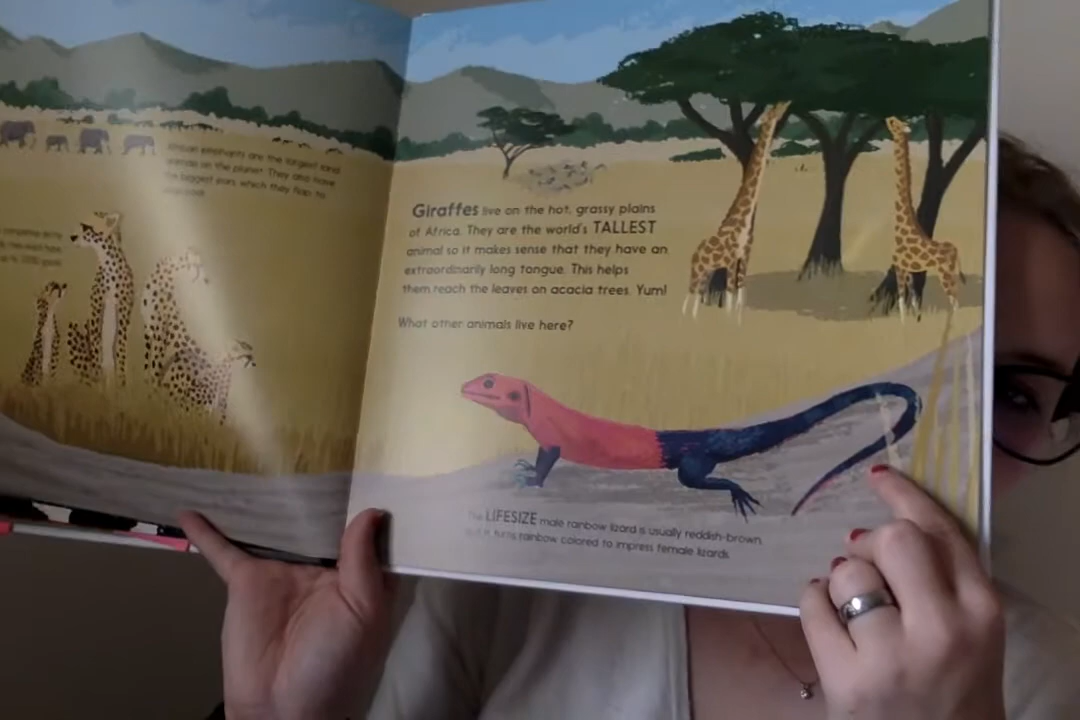 African elephants are the largest land
animals on the planet. They also have
the biggest ears, which they flap to
Giraffes live on the hot, grassy plains
of Africa. They are the world's TALLEST
animal so it makes sense that they have an
extraordinarily long tongue. This helps
them reach the leaves on acacia trees. Yum!
What other animals live here?
The LIFESIZE male rainbow lizard is usually reddish-brown,
but it turns rainbow colored to impress female lizards.